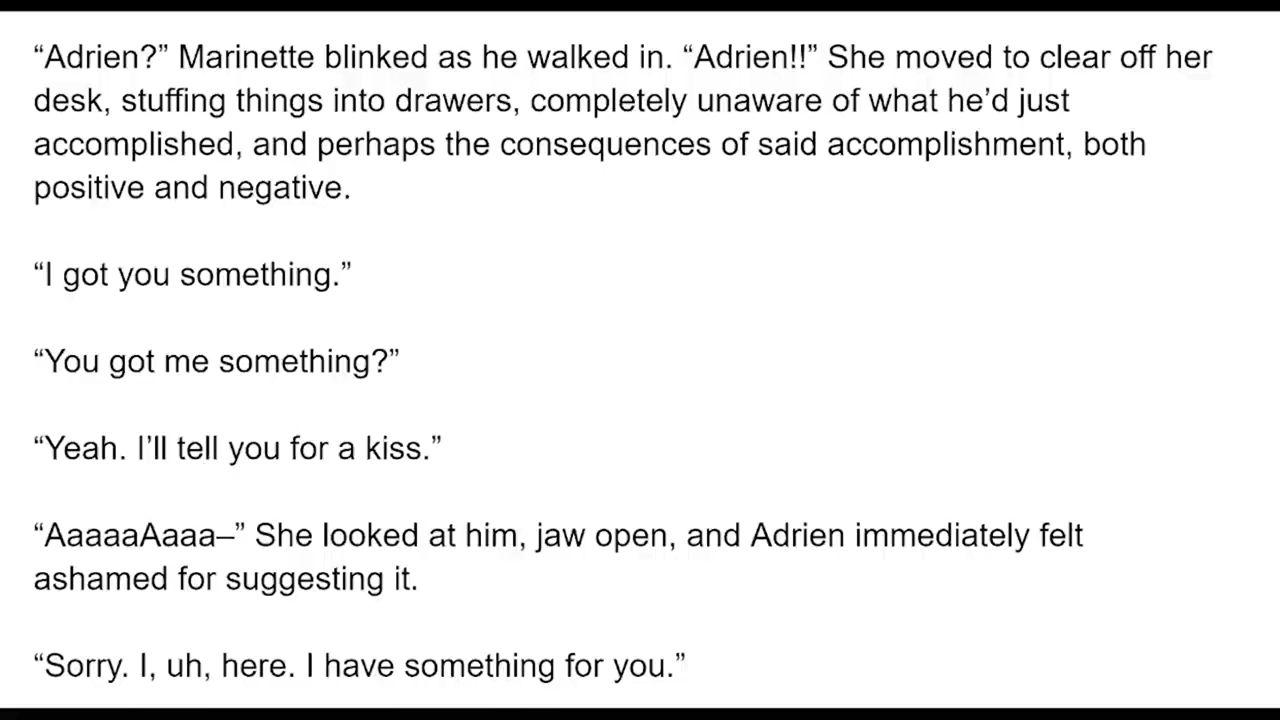 “Adrien?” Marinette blinked as he walked in. “Adrien!!” She moved to clear off her
desk, stuffing things into drawers, completely unaware of what he’d just
accomplished, and perhaps the consequences of said accomplishment, both
positive and negative.
“I got you something.”
“You got me something?”
“Yeah. I’ll tell you for a kiss.”
“AaaaaAaaa–” She looked at him, jaw open, and Adrien immediately felt
ashamed for suggesting it.
“Sorry. I, uh, here. I have something for you.”